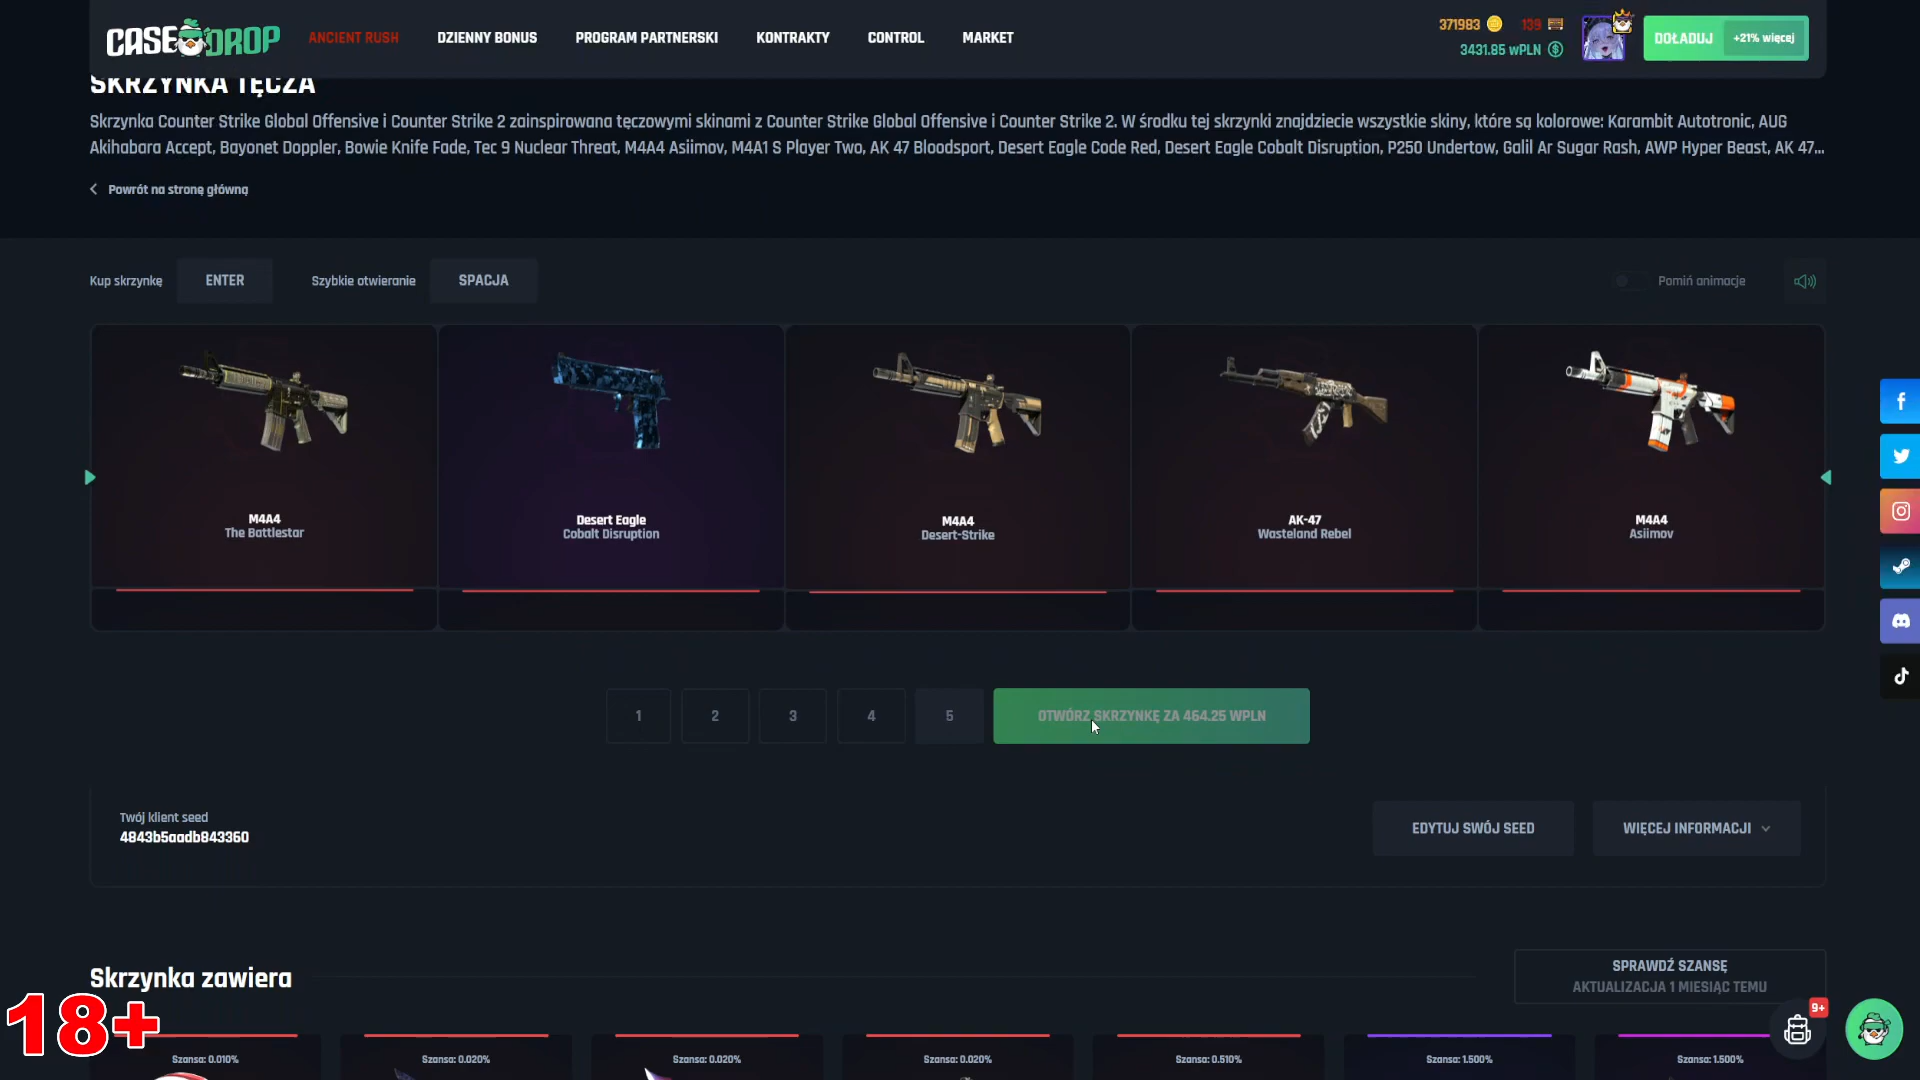 CASEDROP
ANCIENT RUSH
DZIENNY BONUS
PROGRAM PARTNERSKI
KONTRAKTY
CONTROL
MARKET
371983
139
3431.85 wPLN
DOŁADUJ
+21% więcej
SKRZYNKA TĘCZA
Skrzynka Counter Strike Global Offensive i Counter Strike 2 zainspirowana tęczowymi skinami z Counter Strike Global Offensive i Counter Strike 2. W środku tej skrzynki znajdziecie wszystkie skiny, które są kolorowe: Karambit Autotronic, AUG
Akihabara Accept, Bayonet Doppler, Bowie Knife Fade, Tec 9 Nuclear Threat, M4A4 Asiimov, M4A1 S Player Two, AK 47 Bloodsport, Desert Eagle Code Red, Desert Eagle Cobalt Disruption, P250 Undertow, Galil Ar Sugar Rash, AWP Hyper Beast, AK 47...
Powrót na stronę główną
Kup skrzynkę
ENTER
Szybkie otwieranie
SPACJA
Pomiń animacje
M4A4
The Battlestar
Desert Eagle
Cobalt Disruption
M4A4
Desert-Strike
AK-47
Wasteland Rebel
M4A4
Asiimov
1
2
3
4
5
OTWÓRZ SKRZYNKĘ ZA 464.25 WPLN
Twój klient seed
4843b5aadb843360
EDYTUJ SWÓJ SEED
WIĘCEJ INFORMACJI
Skrzynka zawiera
SPRAWDŹ SZANSĘ
AKTUALIZACJA 1 MIESIĄC TEMU
9+
18+
Szansa: 0.010%
Szansa: 0.020%
Szansa: 0.020%
Szansa: 0.020%
Szansa: 0.510%
Szansa: 1.500%
Szansa: 1.500%